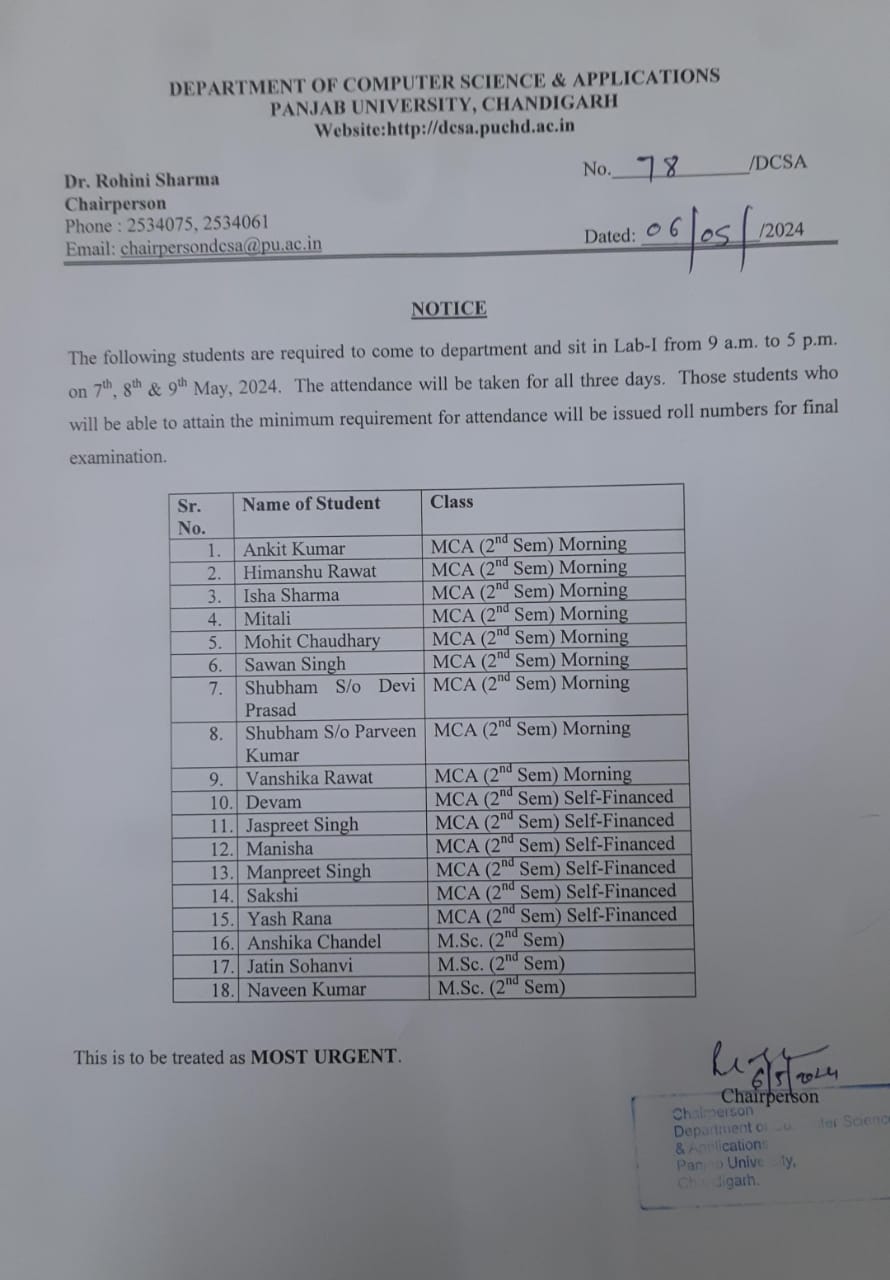 DEPARTMENT OF COMPUTER SCIENCE & APPLICATIONS
PANJAB UNIVERSITY, CHANDIGARH
Website:http://dcsa.puchd.ac.in
No. 78 /DCSA
Dr. Rohini Sharma
Chairperson
Phone : 2534075, 2534061
Email: chairpersondcsa@pu.ac.in
Dated: 06/05/ /2024
NOTICE
The following students are required to come to department and sit in Lab-I from 9 a.m. to 5 p.m.
on 7th, 8th & 9th May, 2024. The attendance will be taken for all three days. Those students who
will be able to attain the minimum requirement for attendance will be issued roll numbers for final
examination.
Sr. No. Name of Student Class
1. Ankit Kumar MCA (2nd Sem) Morning
2. Himanshu Rawat MCA (2nd Sem) Morning
3. Isha Sharma MCA (2nd Sem) Morning
4. Mitali MCA (2nd Sem) Morning
5. Mohit Chaudhary MCA (2nd Sem) Morning
6. Sawan Singh MCA (2nd Sem) Morning
7. Shubham S/o Devi Prasad MCA (2nd Sem) Morning
8. Shubham S/o Parveen Kumar MCA (2nd Sem) Morning
9. Vanshika Rawat MCA (2nd Sem) Morning
10. Devam MCA (2nd Sem) Self-Financed
11. Jaspreet Singh MCA (2nd Sem) Self-Financed
12. Manisha MCA (2nd Sem) Self-Financed
13. Manpreet Singh MCA (2nd Sem) Self-Financed
14. Sakshi MCA (2nd Sem) Self-Financed
15. Yash Rana MCA (2nd Sem) Self-Financed
16. Anshika Chandel M.Sc. (2nd Sem)
17. Jatin Sohanvi M.Sc. (2nd Sem)
18. Naveen Kumar M.Sc. (2nd Sem)
This is to be treated as MOST URGENT.
6/5/2024
Chairperson
Chairperson
Department of Science
& Applications
Panjab University,
Chandigarh.